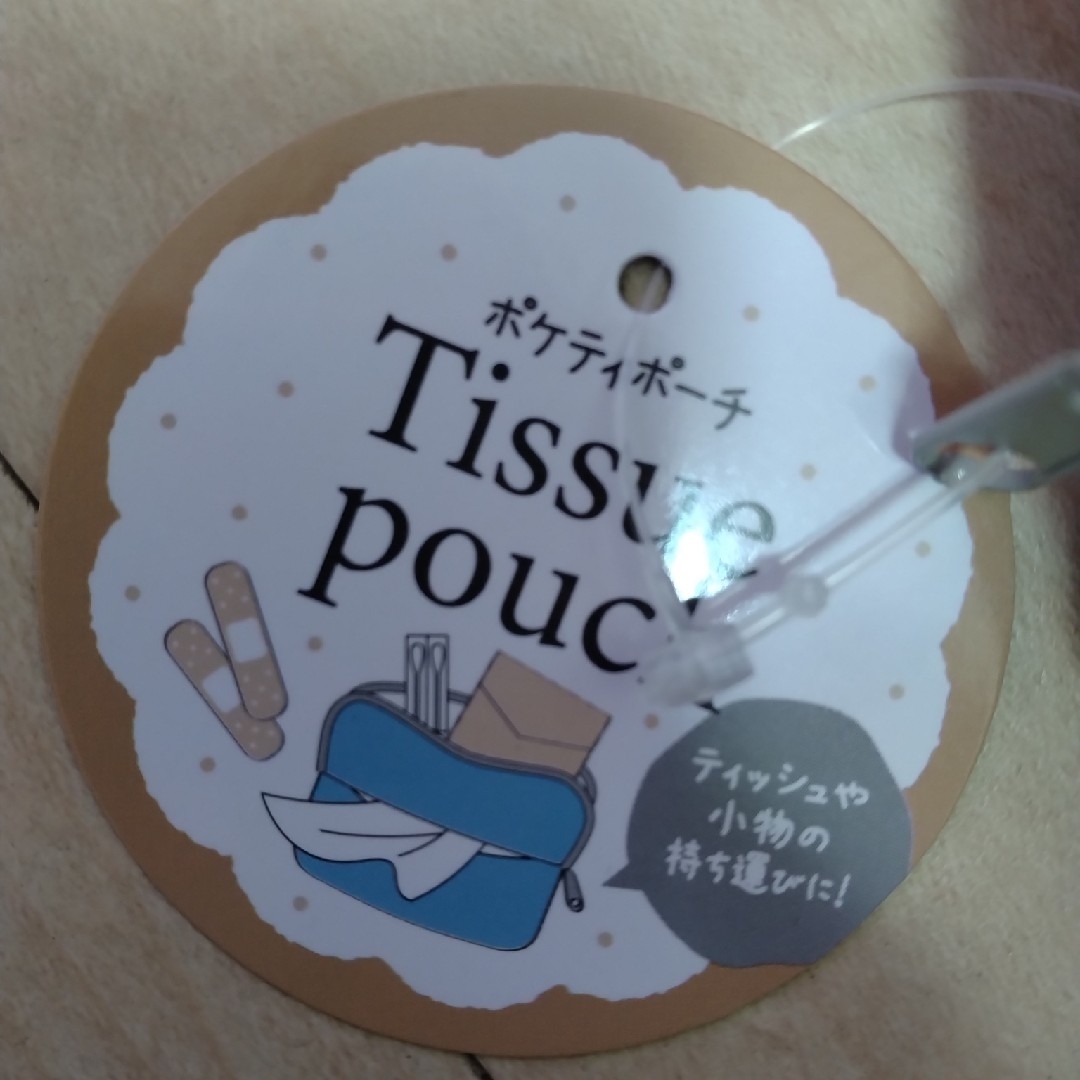 ポケティポーチ
Tissue
pouch
ティッシュや
小物の
持ち運びに!